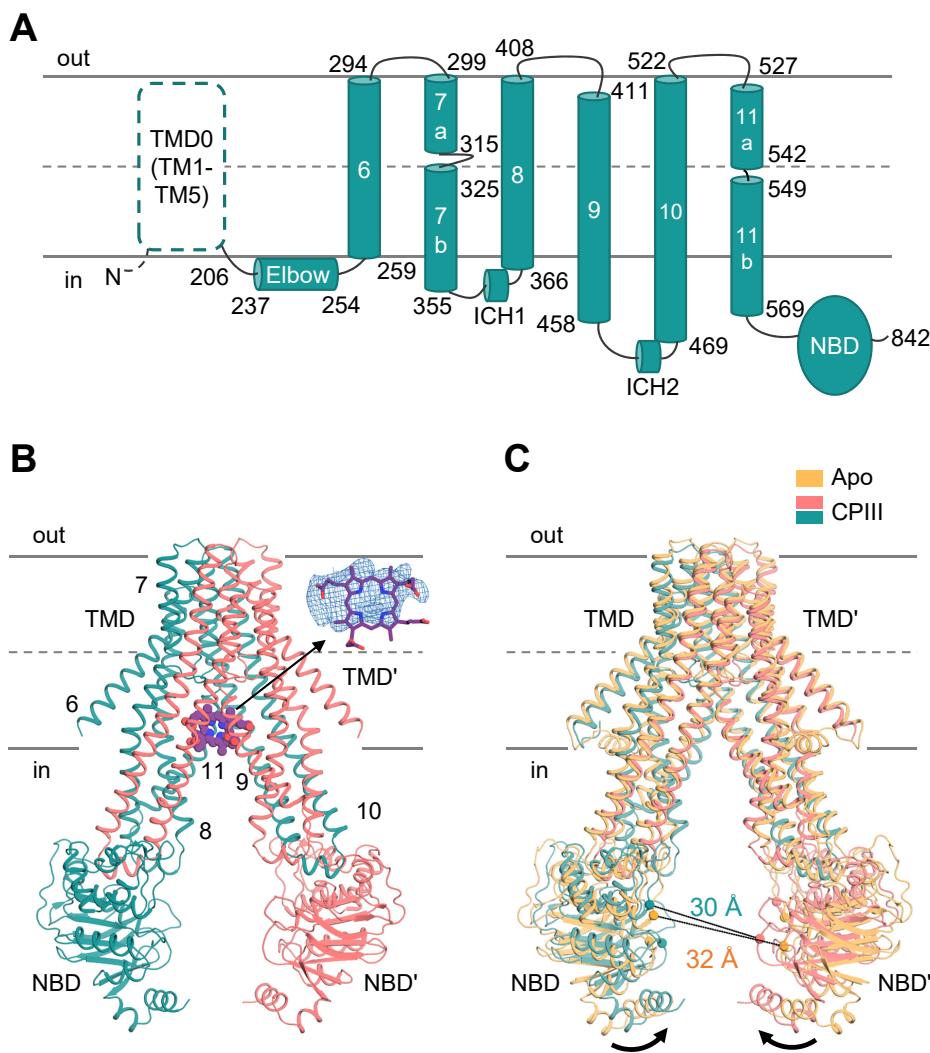 A
out
294
299
408
522
527
411
7
a
11
a
TMD0
(TM1-
TM5)
315
542
6
8
325
549
9
10
7
b
11
b
in
N
206
Elbow
259
366
237
254
355
ICH1
458
469
569
NBD
842
ICH2
B
out
7
TMD
TMD'
6
in
11
9
8
10
NBD
NBD'
C
Apo
CPIII
out
TMD
TMD'
in
30 Å
32 Å
NBD
NBD'